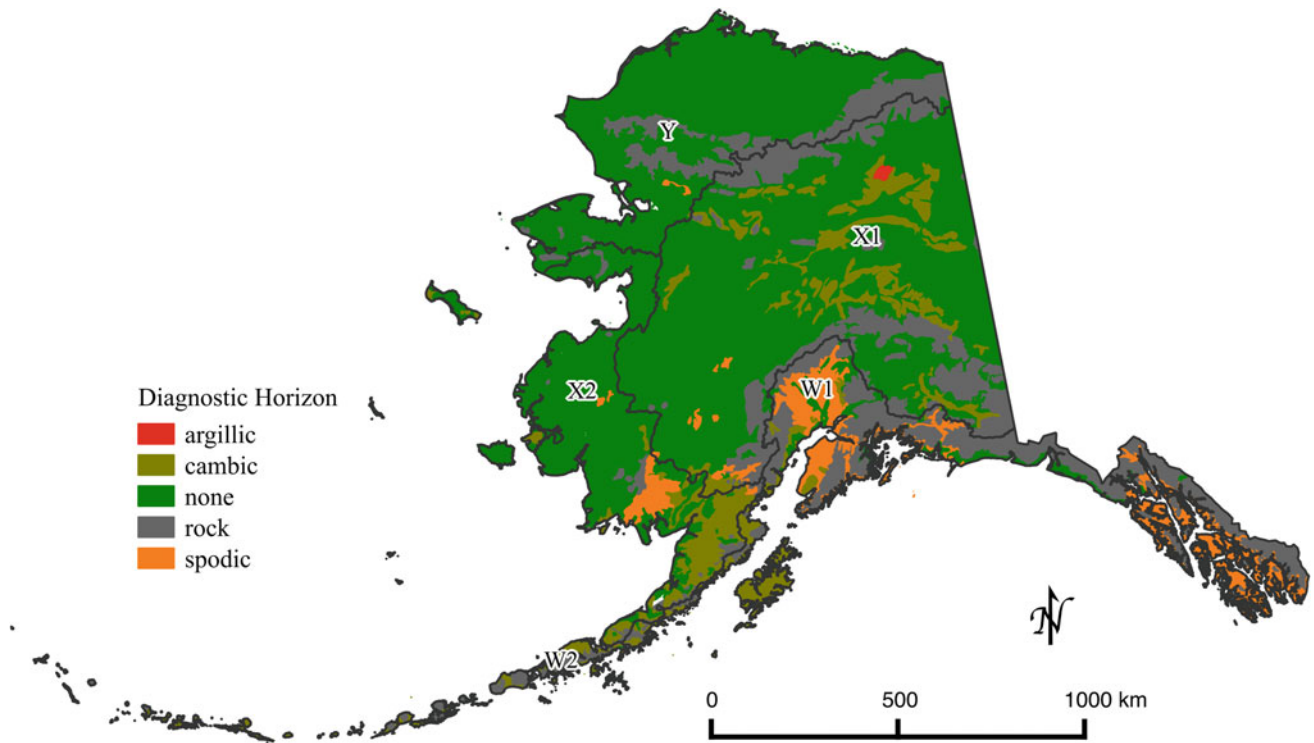 Y
X1
X2
W1
Diagnostic Horizon
argillic
cambic
none
rock
spodic
N
W2
0 500 1000 km